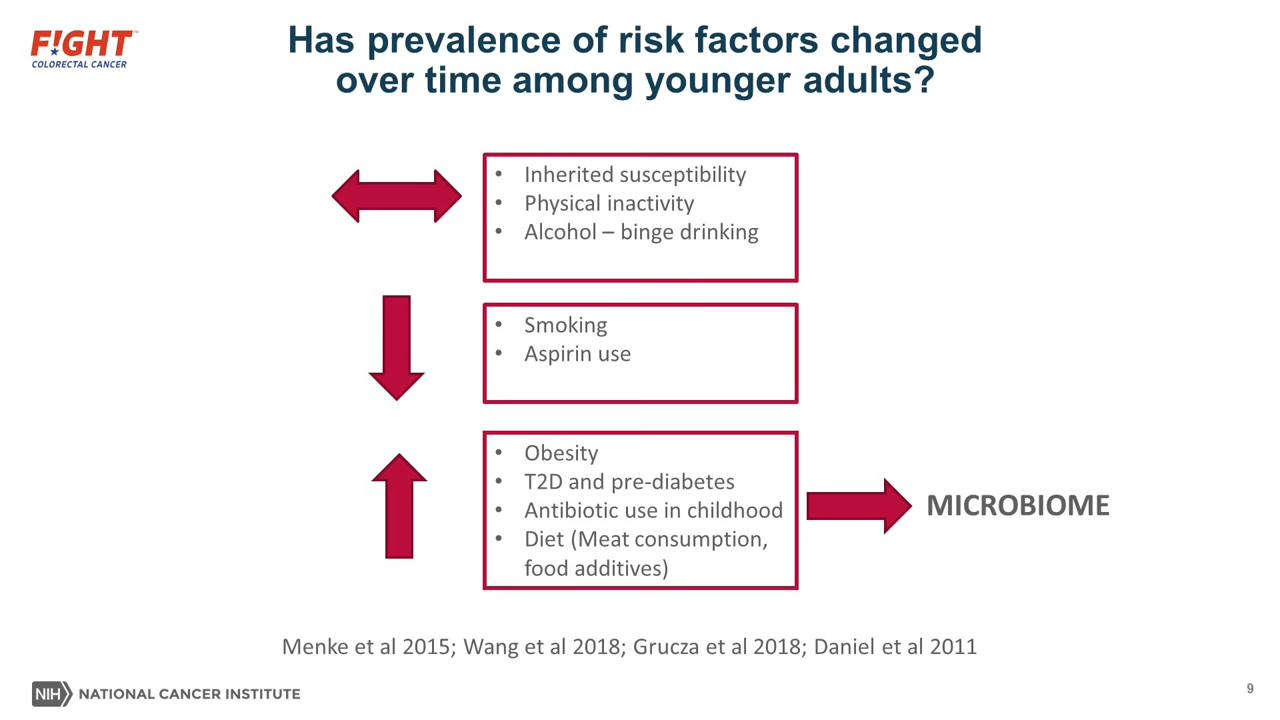 F!GHT
COLORECTAL CANCER
Has prevalence of risk factors changed
over time among younger adults?
• Inherited susceptibility
• Physical inactivity
• Alcohol – binge drinking
• Smoking
• Aspirin use
• Obesity
• T2D and pre-diabetes
• Antibiotic use in childhood
• Diet (Meat consumption,
food additives)
MICROBIOME
Menke et al 2015; Wang et al 2018; Grucza et al 2018; Daniel et al 2011
NIH NATIONAL CANCER INSTITUTE
9